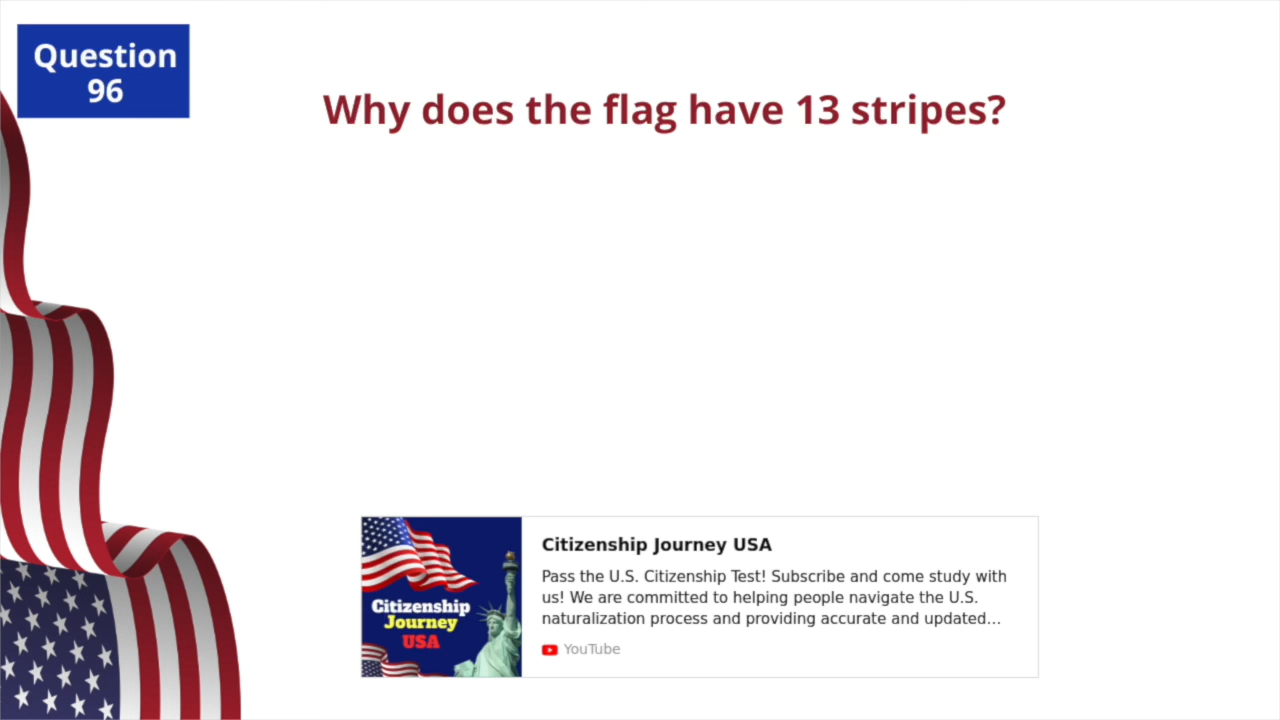 Question
96
Why does the flag have 13 stripes?
Citizenship
Journey
USA
Citizenship Journey USA
Pass the U.S. Citizenship Test! Subscribe and come study with
us! We are committed to helping people navigate the U.S.
naturalization process and providing accurate and updated…
YouTube